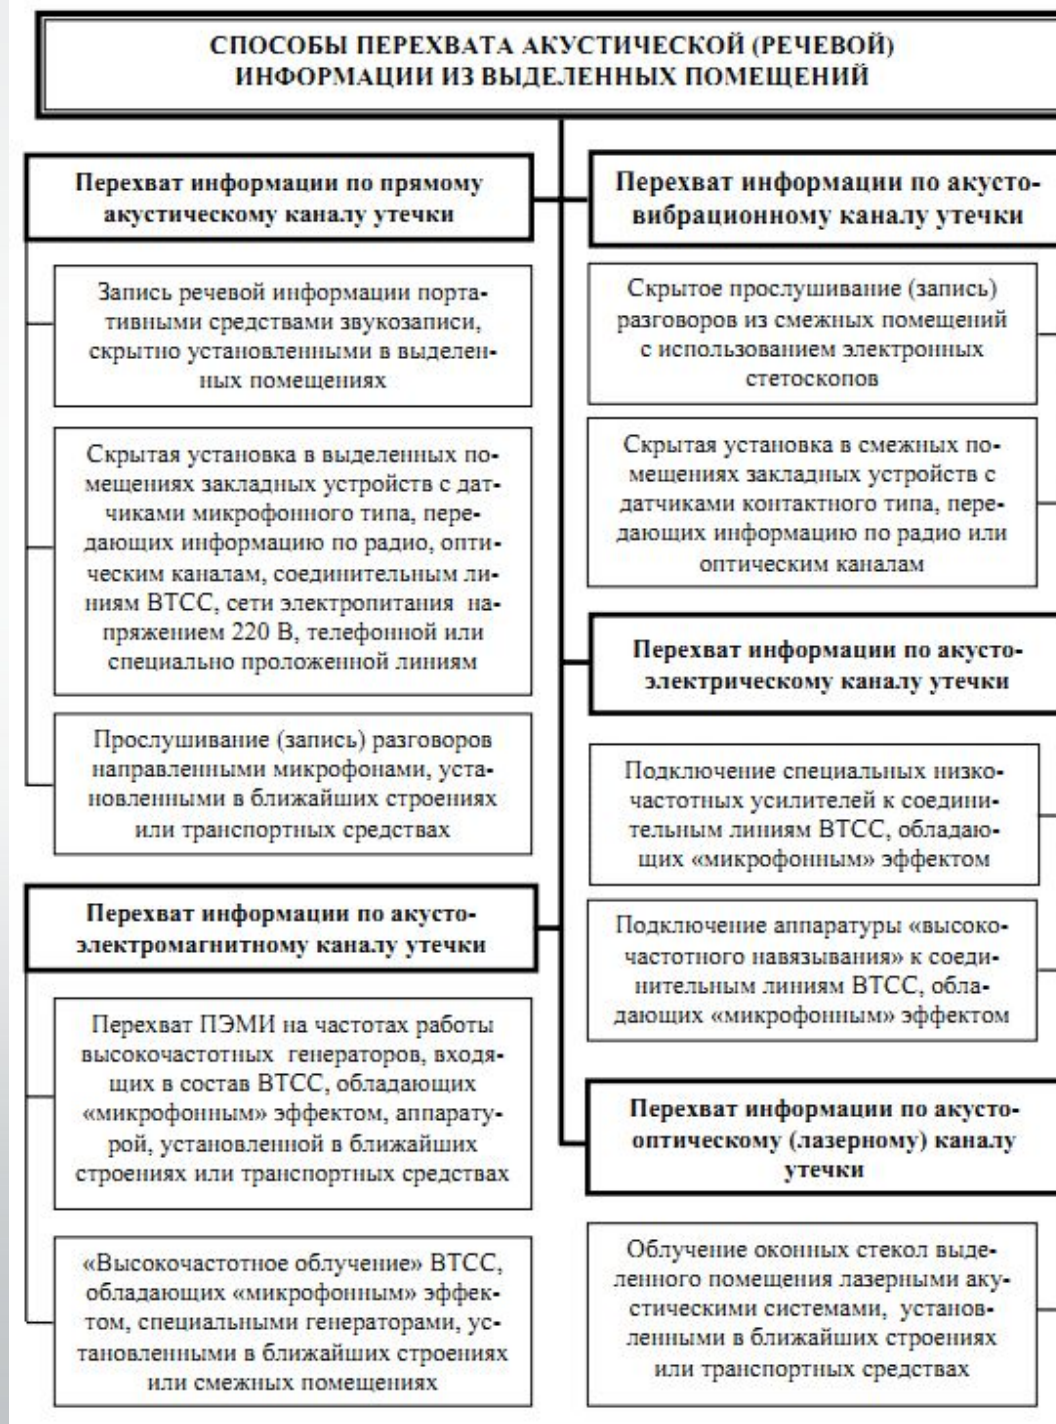 СПОСОБЫ ПЕРЕХВАТА АКУСТИЧЕСКОЙ (РЕЧЕВОЙ)
ИНФОРМАЦИИ ИЗ ВЫДЕЛЕННЫХ ПОМЕЩЕНИЙ
Перехват информации по прямому
акустическому каналу утечки
Запись речевой информации порта-
тивными средствами звукозаписи,
скрытно установленными в выделен-
ных помещениях
Скрытая установка в выделенных по-
мещениях закладных устройств с дат-
чиками микрофонного типа, пере-
дающих информацию по радио, опти-
ческим каналам, соединительным ли-
ниям ВТСС, сети электропитания на-
пряжением 220 В, телефонной или
специально проложенной линиям
Прослушивание (запись) разговоров
направленными микрофонами, уста-
новленными в ближайших строениях
или транспортных средствах
Перехват информации по акусто-
электромагнитному каналу утечки
Перехват ПЭМИ на частотах работы
высокочастотных генераторов, входя-
щих в состав ВТСС, обладающих
«микрофонным» эффектом, аппарату-
рой, установленной в ближайших
строениях или транспортных средствах
«Высокочастотное облучение» ВТСС,
обладающих «микрофонным» эффек-
том, специальными генераторами, ус-
тановленными в ближайших строениях
или смежных помещениях
Перехват информации по акусто-
вибрационному каналу утечки
Скрытое прослушивание (запись)
разговоров из смежных помещений
с использованием электронных
стетоскопов
Скрытая установка в смежных по-
мещениях закладных устройств с
датчиками контактного типа, пере-
дающих информацию по радио или
оптическим каналам
Перехват информации по акусто-
электрическому каналу утечки
Подключение специальных низко-
частотных усилителей к соедини-
тельным линиям ВТСС, обладаю-
щих «микрофонным» эффектом
Подключение аппаратуры «высоко-
частотного навязывания» к соеди-
нительным линиям ВТСС, обла-
дающих «микрофонным» эффектом
Перехват информации по акусто-
оптическому (лазерному) каналу
утечки
Облучение оконных стекол выде-
ленного помещения лазерными аку-
стическими системами, установ-
ленными в ближайших строениях
или транспортных средствах